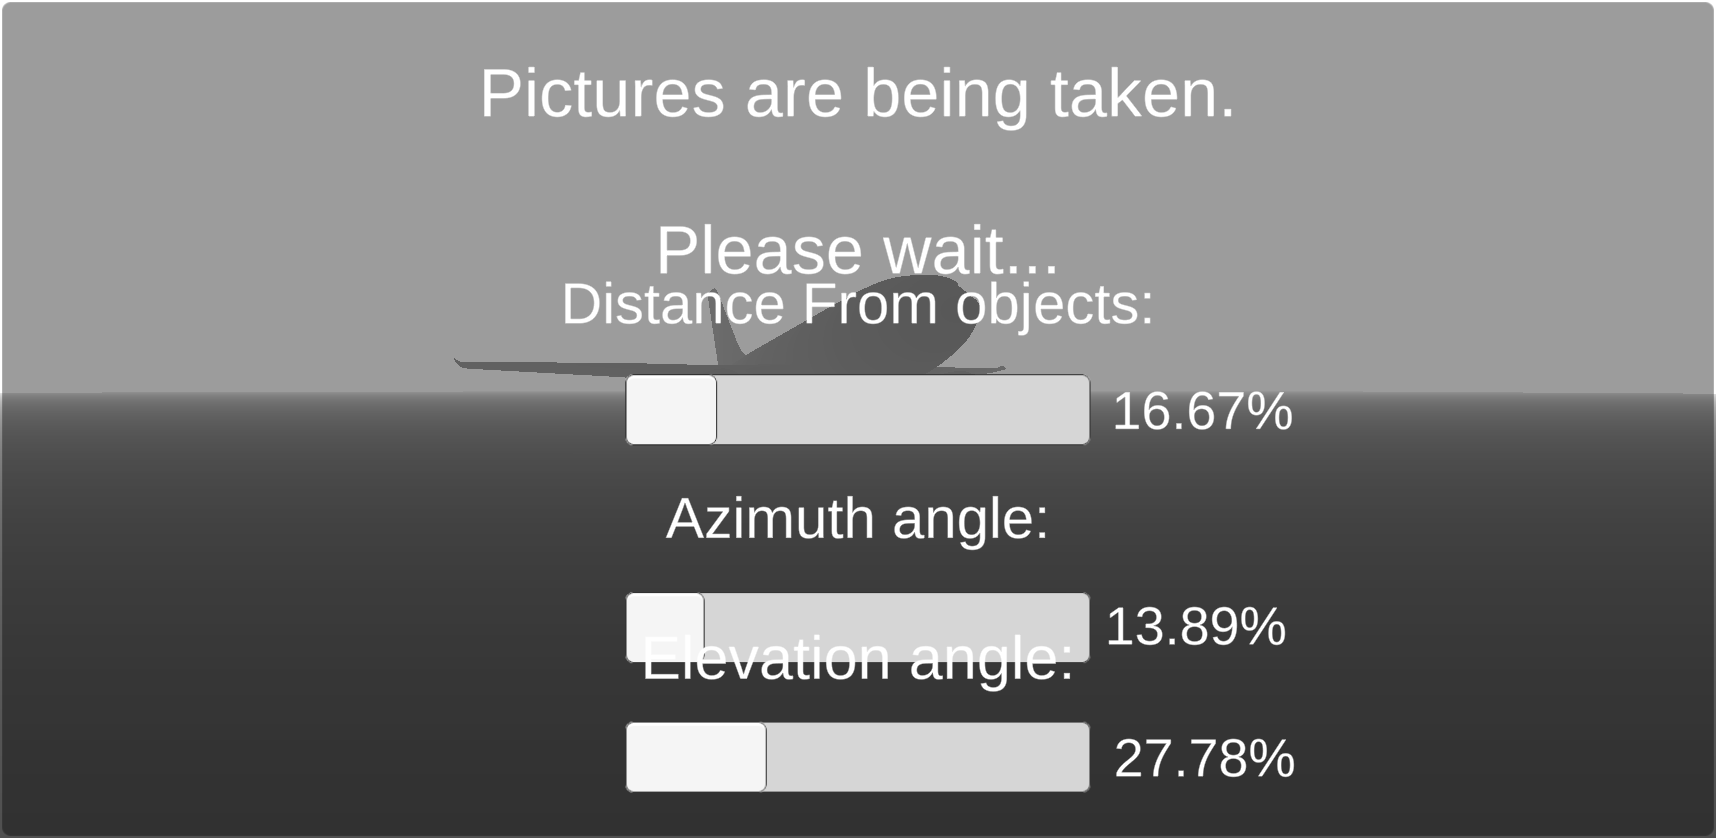 Pictures are being taken.
Please wait...
Distance From objects:
16.67%
Azimuth angle:
13.89%
Elevation angle:
27.78%